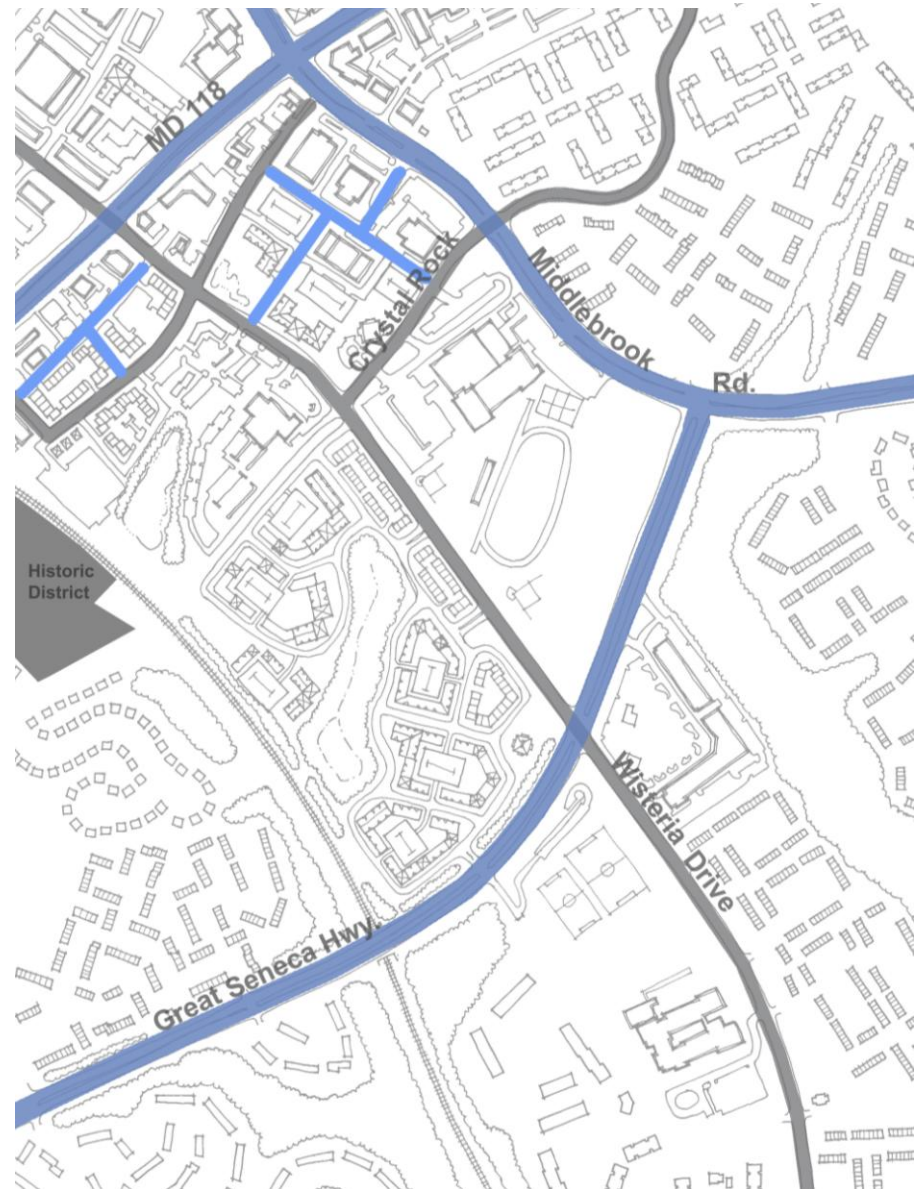 MD 118
Crystal Rock
Middlebrook
Rd.
Historic
District
Wisteria Drive
Great Seneca Hwy.